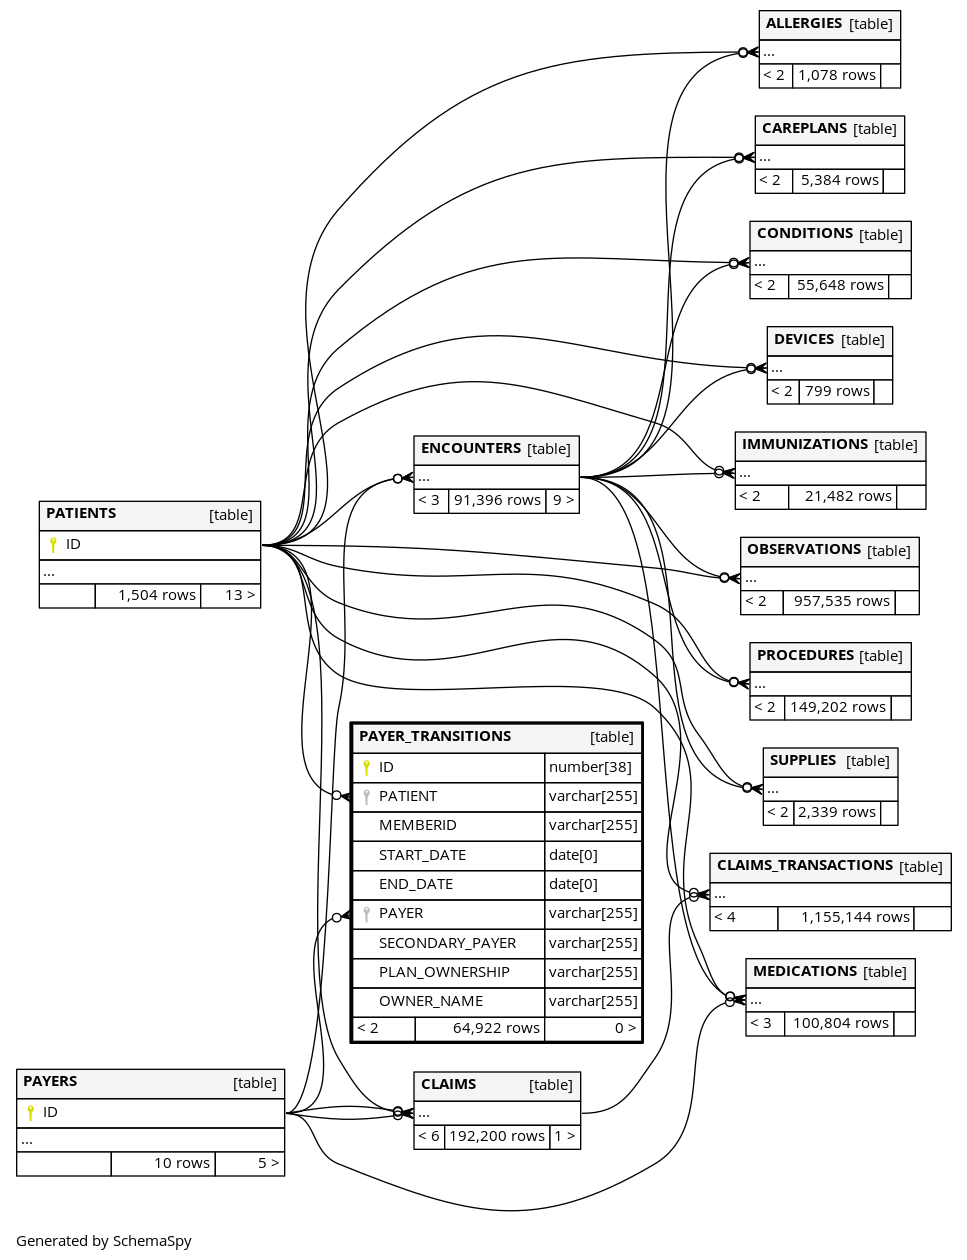 ALLERGIES [table]
...
< 2 1,078 rows
CAREPLANS [table]
...
< 2 5,384 rows
CONDITIONS [table]
...
< 2 55,648 rows
DEVICES [table]
...
< 2 799 rows
IMMUNIZATIONS [table]
...
< 2 21,482 rows
ENCOUNTERS [table]
...
< 3 91,396 rows 9 >
PATIENTS [table]
ID
...
1,504 rows 13 >
OBSERVATIONS [table]
...
< 2 957,535 rows
PROCEDURES [table]
...
< 2 149,202 rows
PAYER_TRANSITIONS [table]
ID number[38]
PATIENT varchar[255]
MEMBERID varchar[255]
START_DATE date[0]
END_DATE date[0]
PAYER varchar[255]
SECONDARY_PAYER varchar[255]
PLAN_OWNERSHIP varchar[255]
OWNER_NAME varchar[255]
< 2 64,922 rows 0 >
SUPPLIES [table]
...
< 2 2,339 rows
CLAIMS_TRANSACTIONS [table]
...
< 4 1,155,144 rows
MEDICATIONS [table]
...
< 3 100,804 rows
PAYERS [table]
ID
...
10 rows 5 >
CLAIMS [table]
...
< 6 192,200 rows 1 >
Generated by SchemaSpy